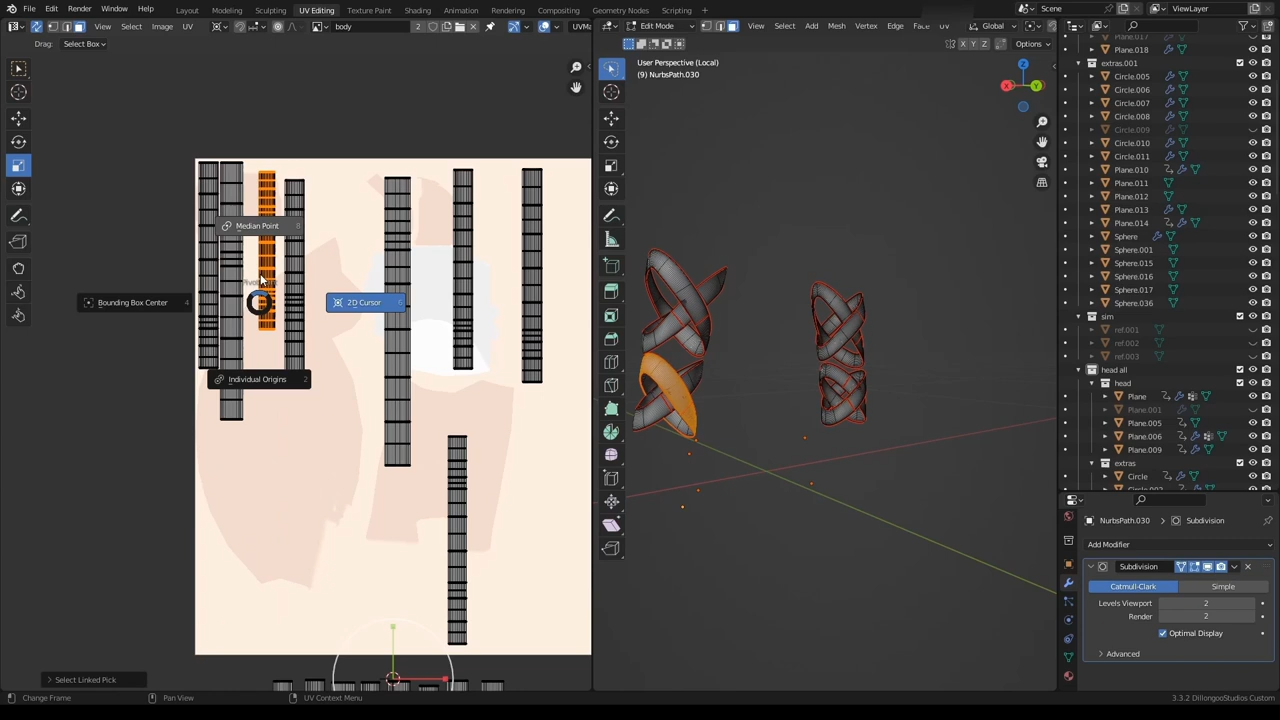 File Edit Render Window Help Layout Modeling Sculpting UV Editing Texture Paint Shading Animation Rendering Compositing Geometry Nodes Scripting Scene ViewLayer
View Select Image UV body 2 UVMa Edit Mode View Select Add Mesh Vertex Edge Face Global
Drag: Select Box X Y Z Options
User Perspective (Local)
(9) NurbsPath.030
Z
X
Y
Median Point 8
Bounding Box Center 4
2D Cursor 6
Individual Origins 2
Select Linked Pick
Plane.017
Plane.018
extras.001
Circle.005
Circle.006
Circle.007
Circle.008
Circle.009
Circle.010
Circle.011
Plane.010
Plane.011
Plane.012
Plane.013
Plane.014
Sphere
Sphere.001
Sphere.015
Sphere.016
Sphere.017
Sphere.036
sim
ref.001
ref.002
ref.003
head all
head
Plane
Plane.001
Plane.005
Plane.006
Plane.009
extras
Circle
NurbsPath.030 Subdivision
Add Modifier
Subdivision
Catmull-Clark Simple
Levels Viewport 2
Render 2
Optimal Display
Advanced
Change Frame Pan View UV Context Menu 3.3.2 DillongooStudios Custom